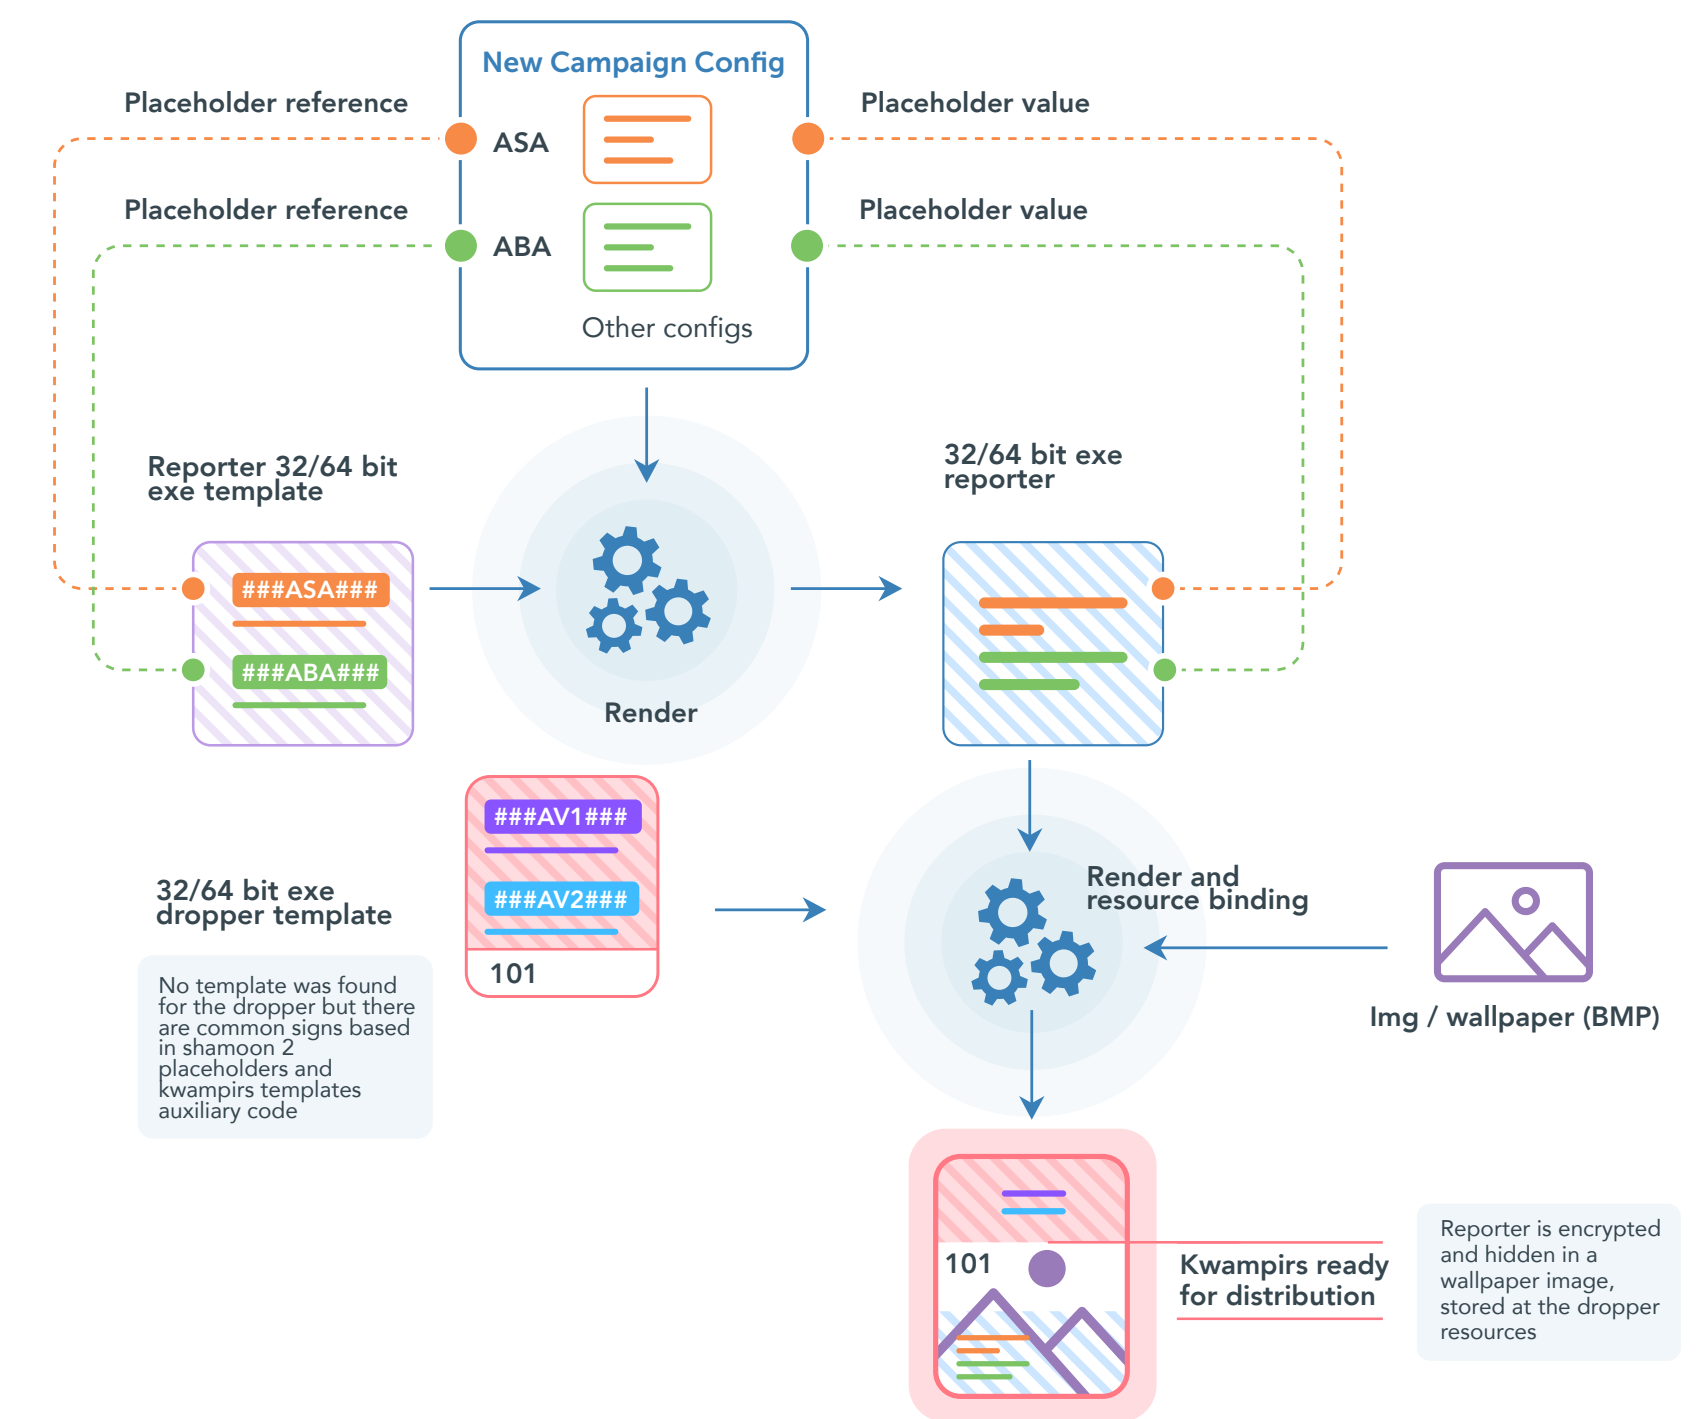 New Campaign Config
Placeholder reference
Placeholder value
ASA
Placeholder reference
Placeholder value
ABA
Other configs
Reporter 32/64 bit
exe template
32/64 bit exe
reporter
###ASA###
###ABA###
Render
###AV1###
###AV2###
101
32/64 bit exe
dropper template
No template was found
for the dropper but there
are common signs based
in shamoon 2
placeholders and
kwampirs templates
auxiliary code
Render and
resource binding
Img / wallpaper (BMP)
101
Kwampirs ready
for distribution
Reporter is encrypted
and hidden in a
wallpaper image,
stored at the dropper
resources